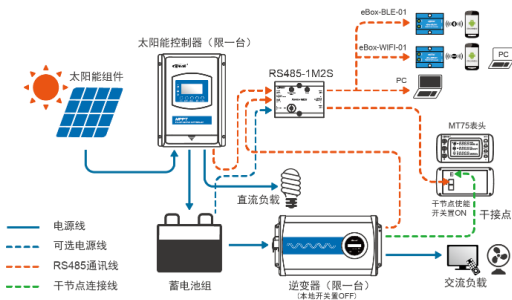 eBox-BLE-01
太阳能控制器（限一台）
eBox-WIFI-01
PC
RS485-1M2S
太阳能组件
PC
MPPT
MT75表头
干节点使能
开关置ON
干接点
直流负载
电源线
可选电源线
RS485通讯线
干节点连接线
蓄电池组
逆变器（限一台）
(本地开关置OFF)
交流负载